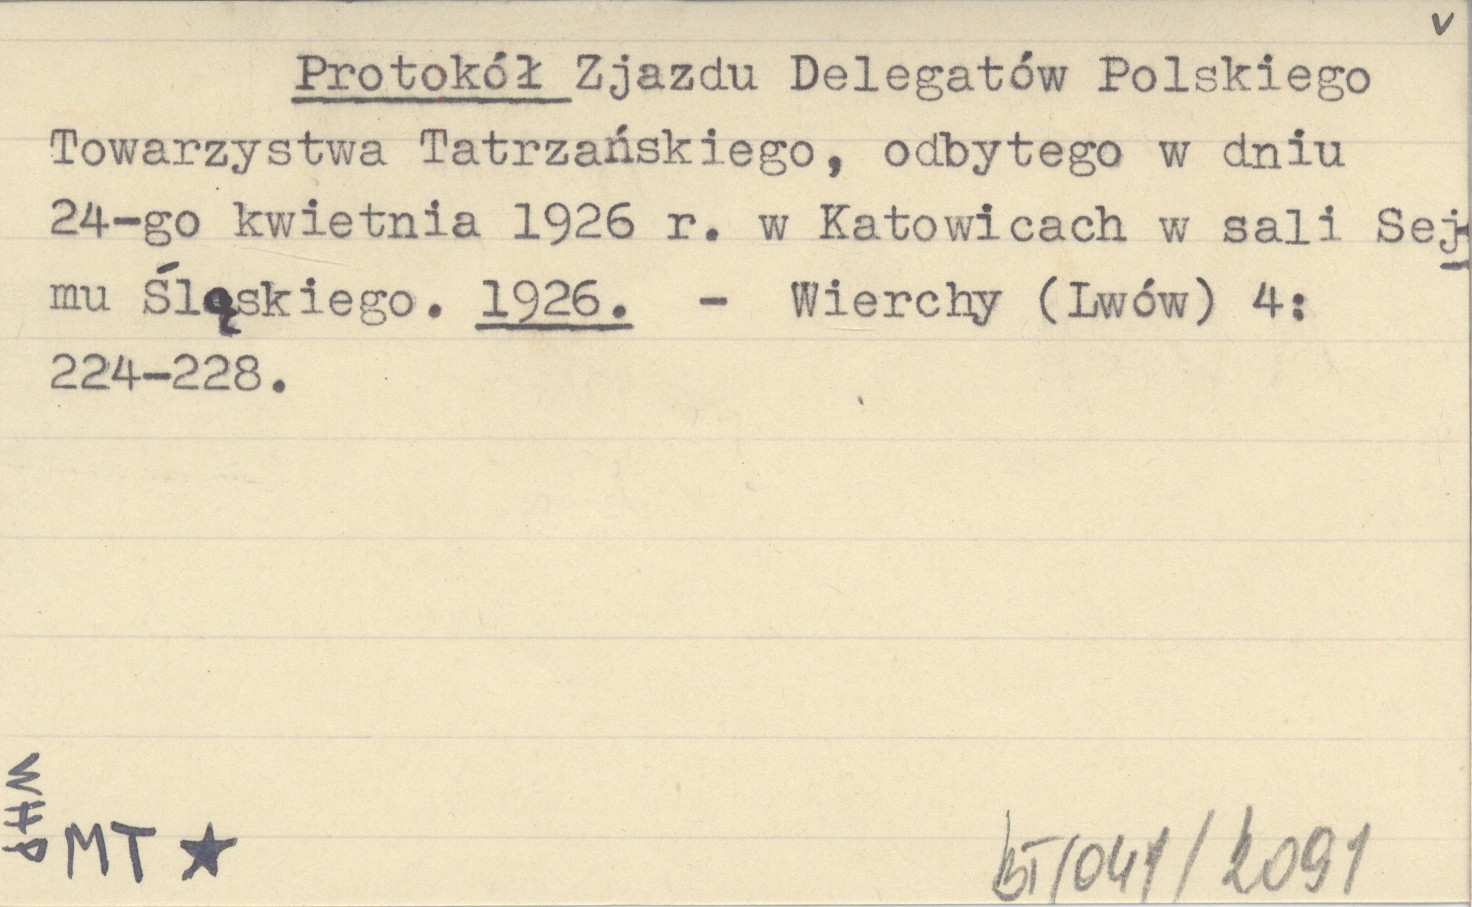 v
Protokół Zjazdu Delegatów Polskiego
Towarzystwa Tatrzańskiego, odbytego w dniu
24-go kwietnia 1926 r. w Katowicach w sali Sej-
mu Śląskiego. 1926. - Wierchy (Lwów) 4:
224-228.
WHP
MT ★
BT/041/2091